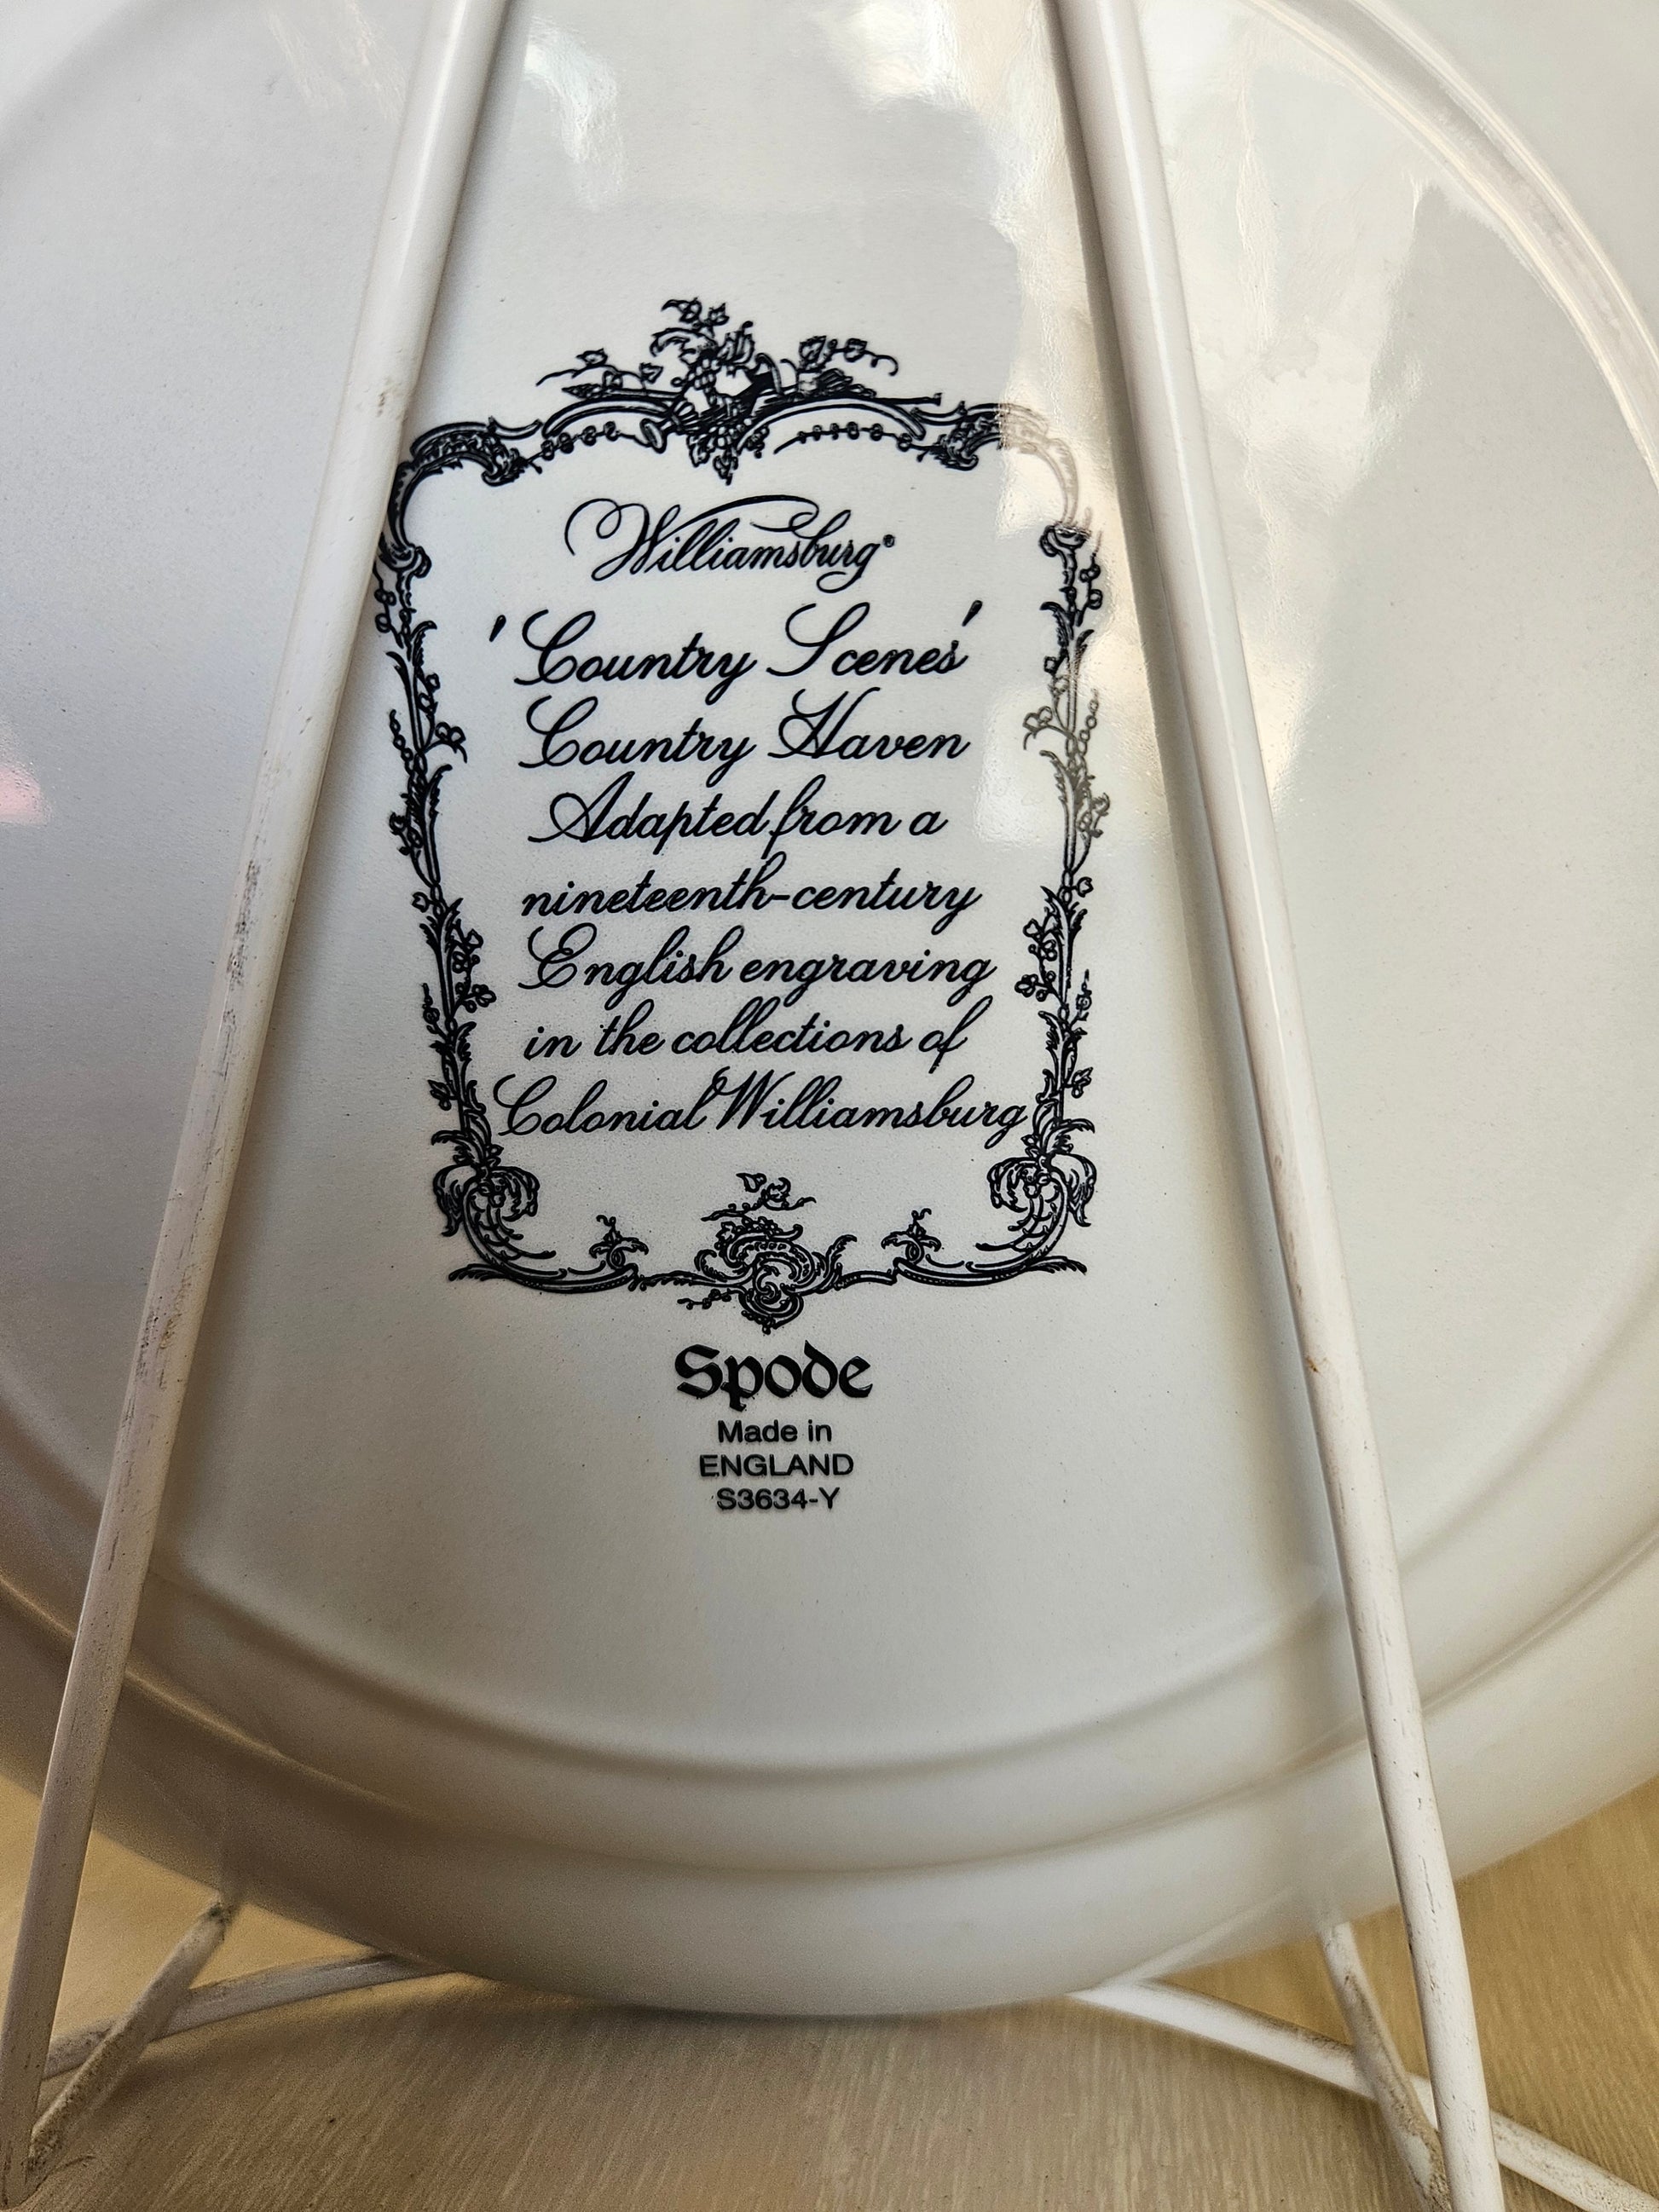 Williamsburg®
'Country Scenes'
Country Haven
Adapted from a
nineteenth-century
English engraving
in the collections of
Colonial Williamsburg
Spode
Made in
ENGLAND
S3634-Y